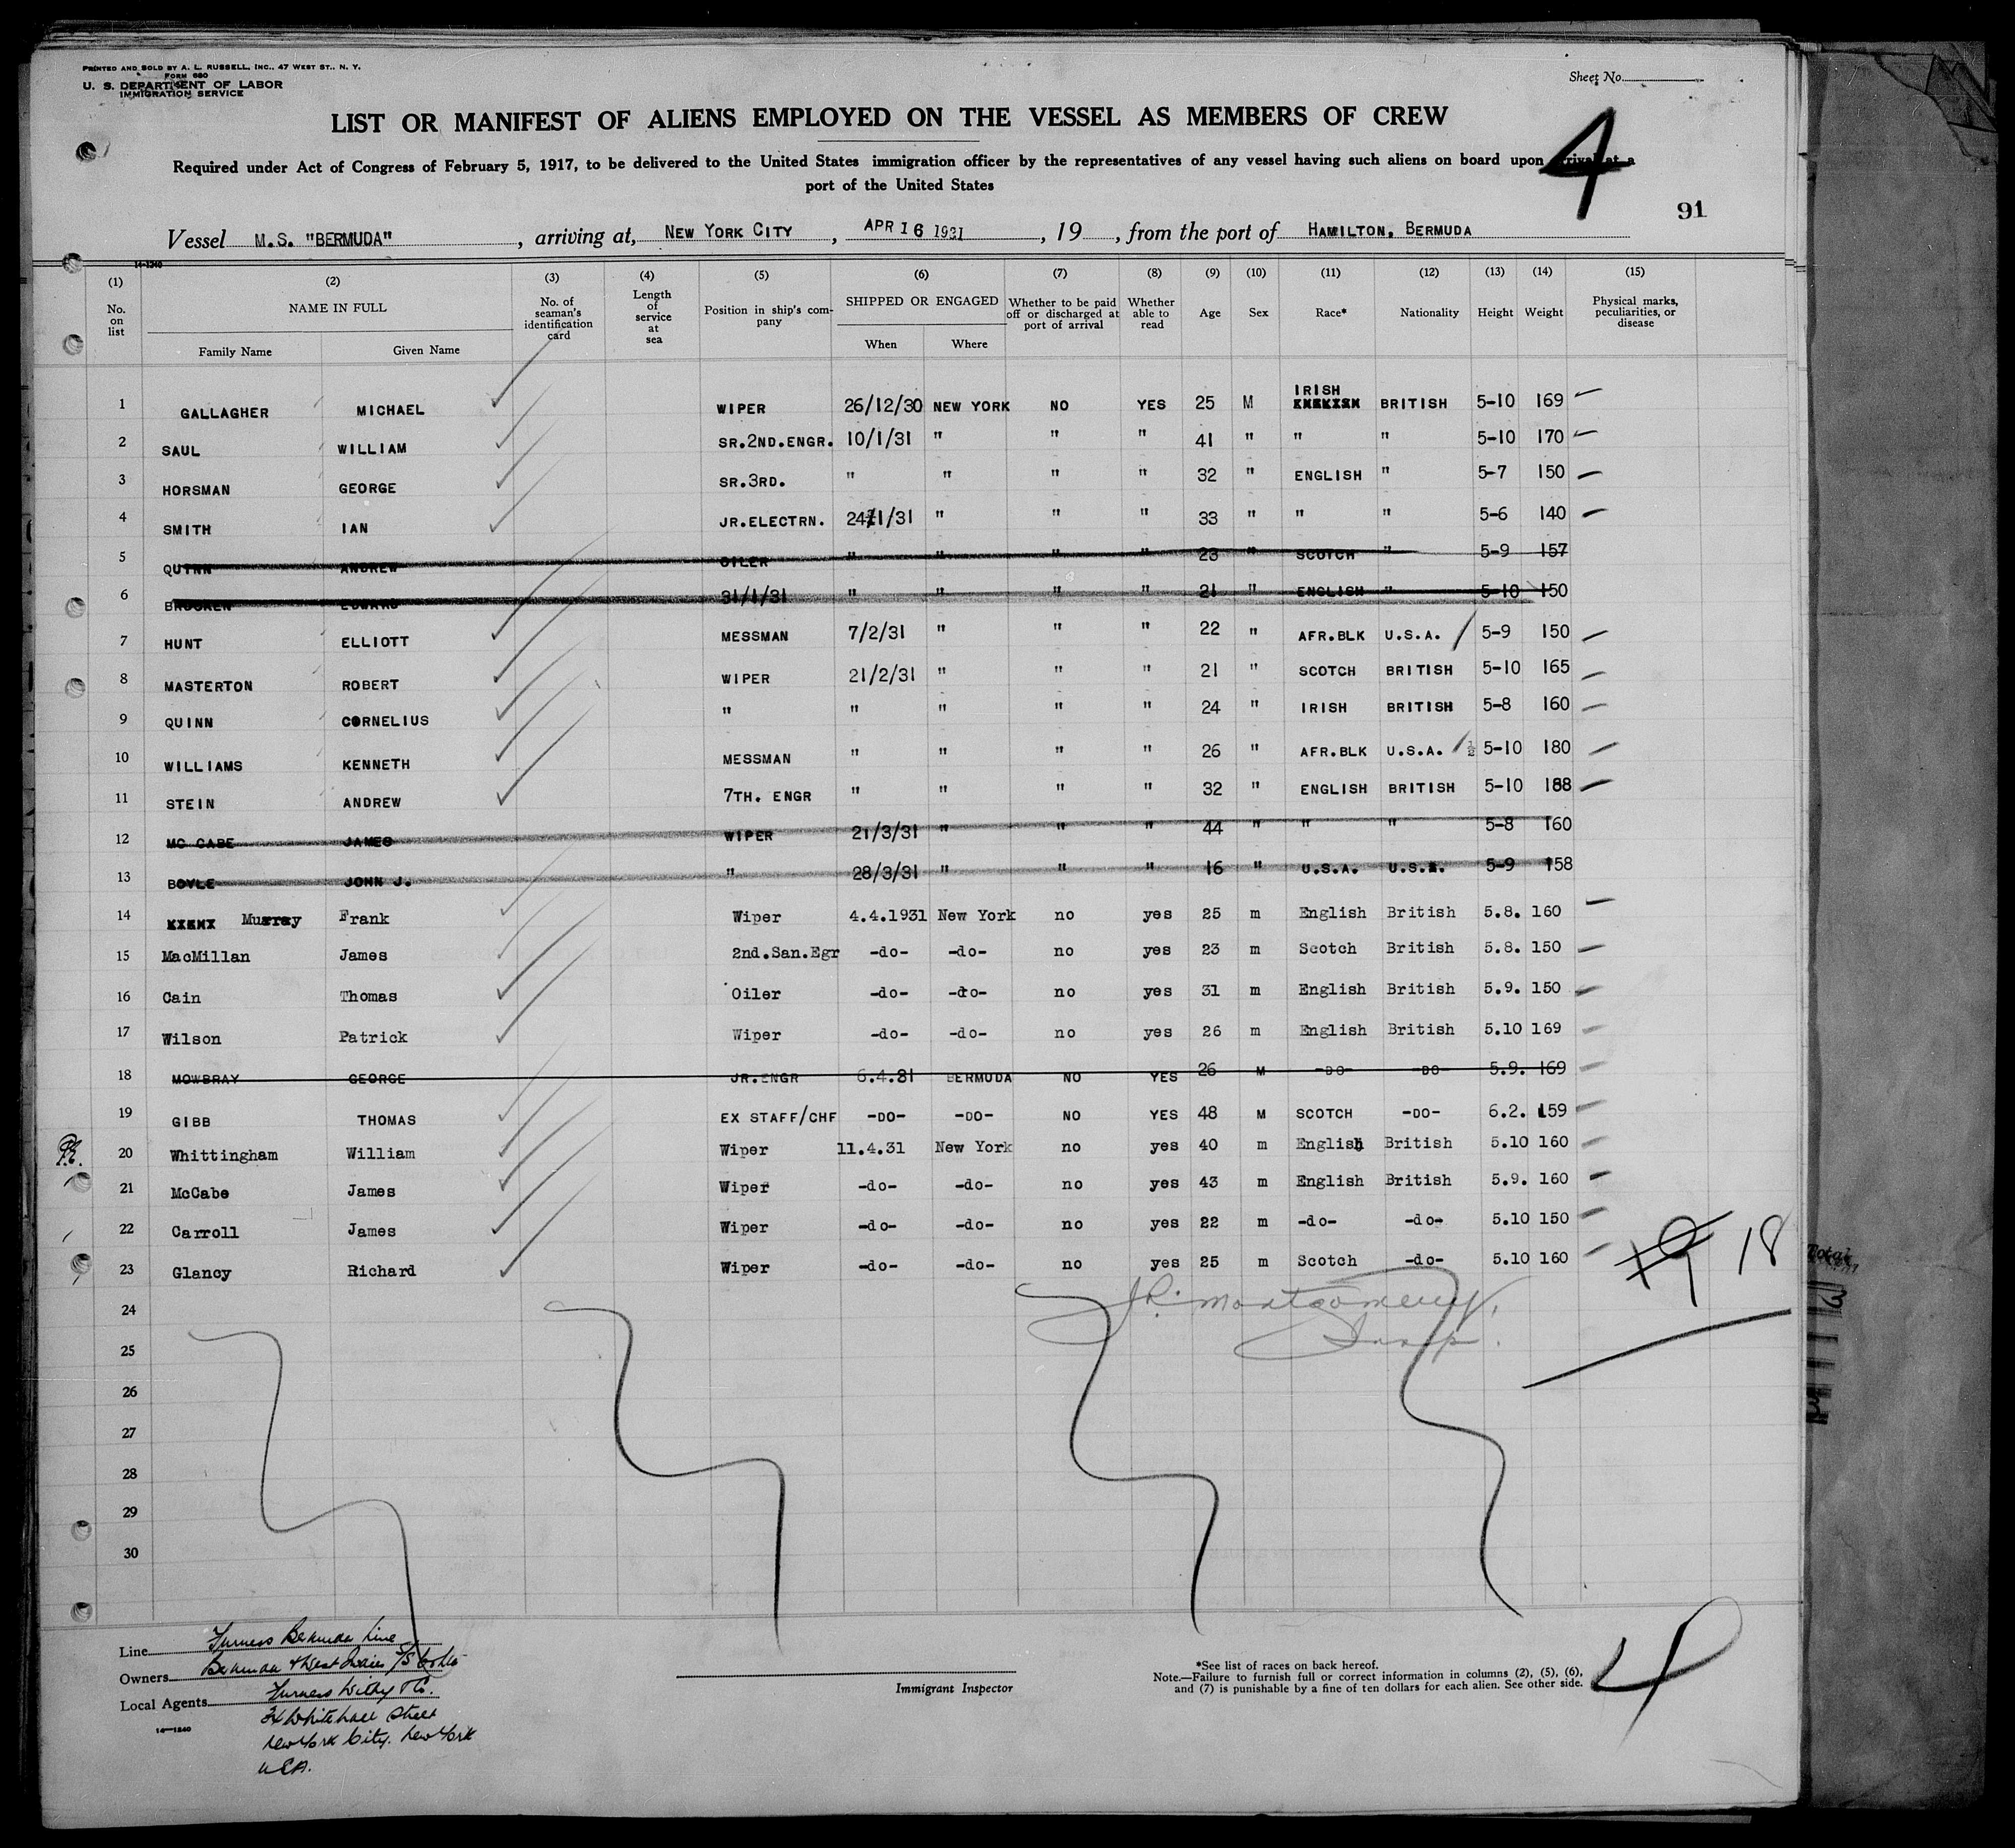 PRINTED AND SOLD BY A. L. RUSSELL, INC., 47 WEST ST., N. Y.
FORM 680
U. S. DEPARTMENT OF LABOR
IMMIGRATION SERVICE
Sheet No.
LIST OR MANIFEST OF ALIENS EMPLOYED ON THE VESSEL AS MEMBERS OF CREW
4
Required under Act of Congress of February 5, 1917, to be delivered to the United States immigration officer by the representatives of any vessel having such aliens on board upon arrival at a
port of the United States
91
Vessel M.S. "BERMUDA", arriving at, NEW YORK CITY, APR 16 1931, 19, from the port of HAMILTON, BERMUDA
14-1240
(1) (2) (3) (4) (5) (6) (7) (8) (9) (10) (11) (12) (13) (14) (15)
No. on list NAME IN FULL No. of seaman's identification card Length of service at sea Position in ship's company SHIPPED OR ENGAGED Whether to be paid off or discharged at port of arrival Whether able to read Age Sex Race* Nationality Height Weight Physical marks, peculiarities, or disease
Family Name Given Name When Where
1 GALLAGHER MICHAEL WIPER 26/12/30 NEW YORK NO YES 25 M IRISH BRITISH 5-10 169
2 SAUL WILLIAM SR.2ND.ENGR. 10/1/31 " " " 41 " " " 5-10 170
3 HORSMAN GEORGE SR.3RD. " " " " 32 " ENGLISH " 5-7 150
4 SMITH IAN JR.ELECTRN. 24/1/31 " " " 33 " " " 5-6 140
5 QUINN ANDREW OILER " " " " 23 " SCOTCH " 5-9 157
6 BROCKEN EDWARD 31/1/31 " " " " 21 " ENGLISH " 5-10 150
7 HUNT ELLIOTT MESSMAN 7/2/31 " " " 22 " AFR.BLK U.S.A. 5-9 150
8 MASTERTON ROBERT WIPER 21/2/31 " " " 21 " SCOTCH BRITISH 5-10 165
9 QUINN CORNELIUS " " " " " 24 " IRISH BRITISH 5-8 160
10 WILLIAMS KENNETH MESSMAN " " " " 26 " AFR.BLK U.S.A. ½ 5-10 180
11 STEIN ANDREW 7TH. ENGR " " " " 32 " ENGLISH BRITISH 5-10 188
12 MC CABE JAMES WIPER 21/3/31 " " " 44 " " " 5-8 160
13 BOYLE JOHN J. " 28/3/31 " " " 16 " U.S.A. U.S.A. 5-9 158
14 Murray Frank Wiper 4.4.1931 New York no yes 25 m English British 5.8. 160
15 MacMillan James 2nd.San.Egr -do- -do- no yes 23 m Scotch British 5.8. 150
16 Cain Thomas Oiler -do- -do- no yes 31 m English British 5.9. 150
17 Wilson Patrick Wiper -do- -do- no yes 26 m English British 5.10 169
18 MOWBRAY GEORGE JR.ENGR 6.4.31 BERMUDA NO YES 26 M -DO- -DO- 5.9. 169
19 GIBB THOMAS EX STAFF/CHF -DO- -DO- NO YES 48 M SCOTCH -DO- 6.2. 159
20 Whittingham William Wiper 11.4.31 New York no yes 40 m English British 5.10 160
21 McCabe James Wiper -do- -do- no yes 43 m English British 5.9. 160
22 Carroll James Wiper -do- -do- no yes 22 m -do- -do- 5.10 150
23 Glancy Richard Wiper -do- -do- no yes 25 m Scotch -do- 5.10 160
19 18
Total
24 J.R. Montgomery,
25 Insp.
26
27
28
29
30
Line Furness Bermuda Line
Owners Bermuda & West Indies S/S Co Ltd
Local Agents Furness Withy & Co.
34 Whitehall Street
New York City. New York
USA.
14-1240
Immigrant Inspector
*See list of races on back hereof.
Note.—Failure to furnish full or correct information in columns (2), (5), (6),
and (7) is punishable by a fine of ten dollars for each alien. See other side.
4